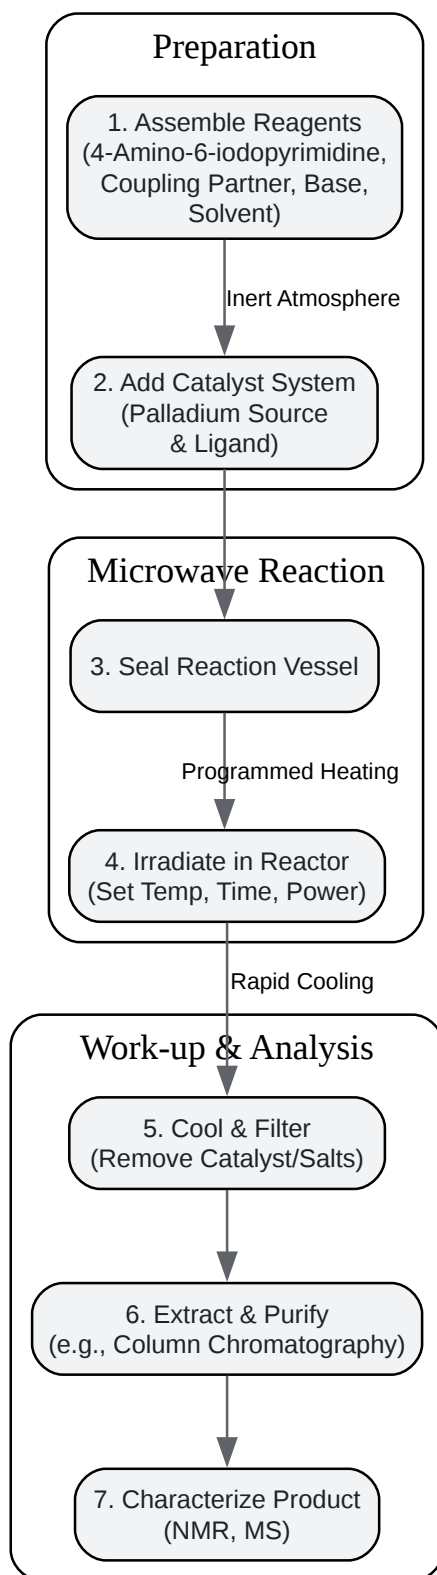 Preparation
1. Assemble Reagents
(4-Amino-6-iodopyrimidine,
Coupling Partner, Base,
Solvent)
Inert Atmosphere
2. Add Catalyst System
(Palladium Source
& Ligand)
Microwave Reaction
3. Seal Reaction Vessel
Programmed Heating
4. Irradiate in Reactor
(Set Temp, Time, Power)
Rapid Cooling
Work-up & Analysis
5. Cool & Filter
(Remove Catalyst/Salts)
6. Extract & Purify
(e.g., Column Chromatography)
7. Characterize Product
(NMR, MS)